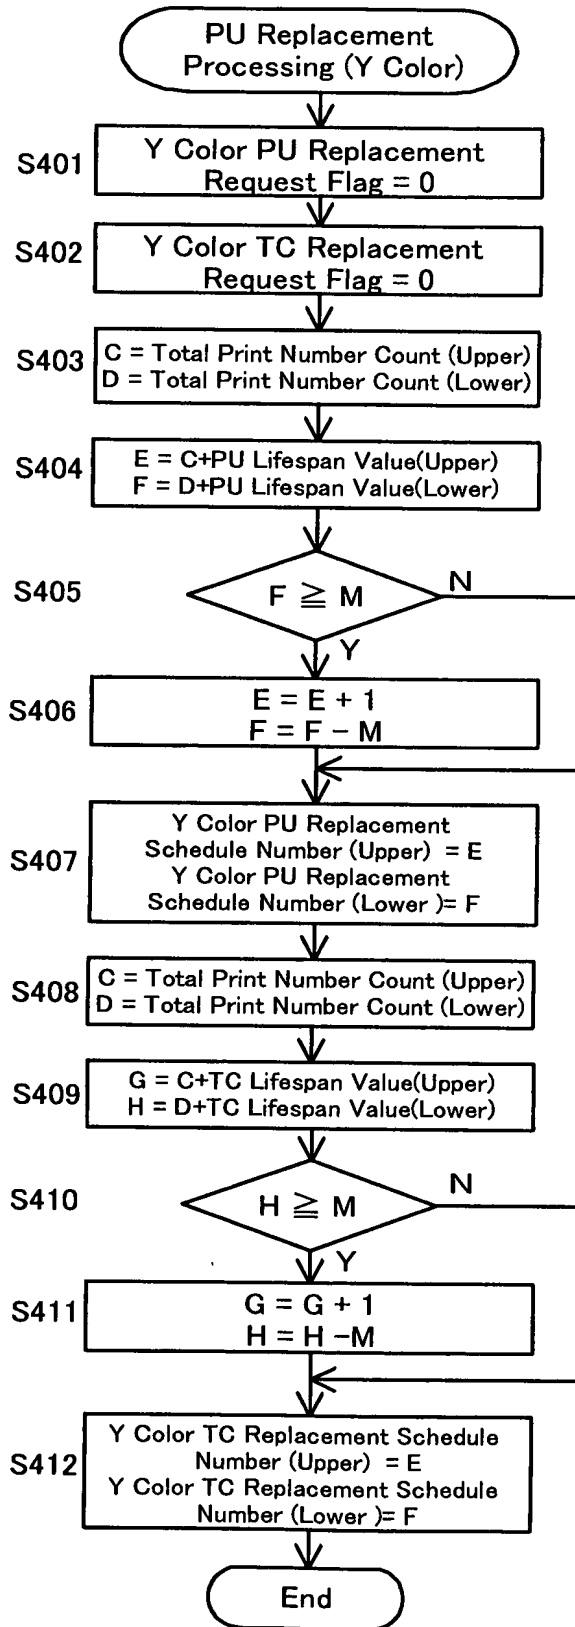 PU Replacement
Processing (Y Color)
S401
Y Color PU Replacement
Request Flag = 0
S402
Y Color TC Replacement
Request Flag = 0
S403
C = Total Print Number Count (Upper)
D = Total Print Number Count (Lower)
S404
E = C+PU Lifespan Value(Upper)
F = D+PU Lifespan Value(Lower)
S405
F ≧ M
N
Y
S406
E = E + 1
F = F − M
S407
Y Color PU Replacement
Schedule Number (Upper) = E
Y Color PU Replacement
Schedule Number (Lower )= F
S408
C = Total Print Number Count (Upper)
D = Total Print Number Count (Lower)
S409
G = C+TC Lifespan Value(Upper)
H = D+TC Lifespan Value(Lower)
S410
H ≧ M
N
Y
S411
G = G + 1
H = H −M
S412
Y Color TC Replacement Schedule
Number (Upper) = E
Y Color TC Replacement Schedule
Number (Lower )= F
End